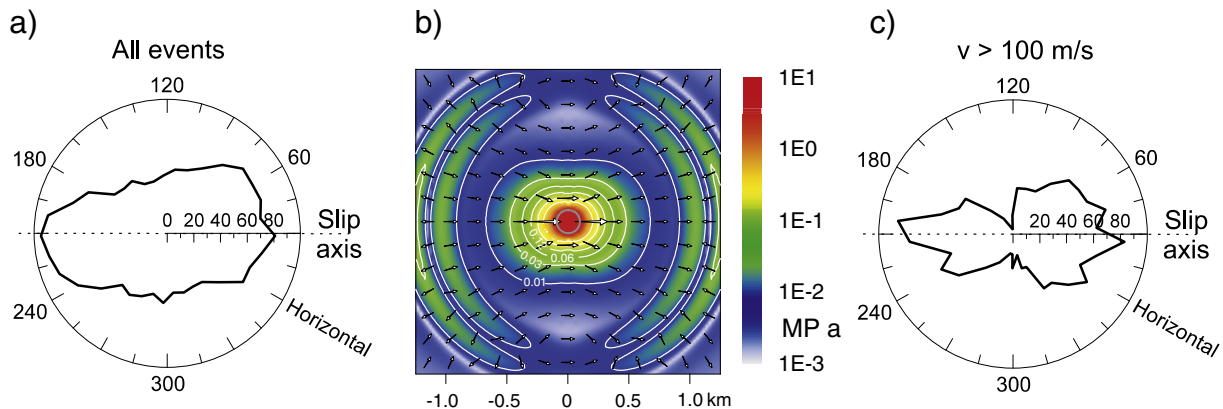 a)
All events
120
180
60
0 20 40 60 80
Slip
axis
240
Horizontal
300
b)
0.03
0.06
0.01
-1.0 -0.5 0 0.5 1.0 km
1E1
1E0
1E-1
1E-2
MP a
1E-3
c)
v > 100 m/s
120
180
60
20 40 60 80
Slip
axis
240
Horizontal
300